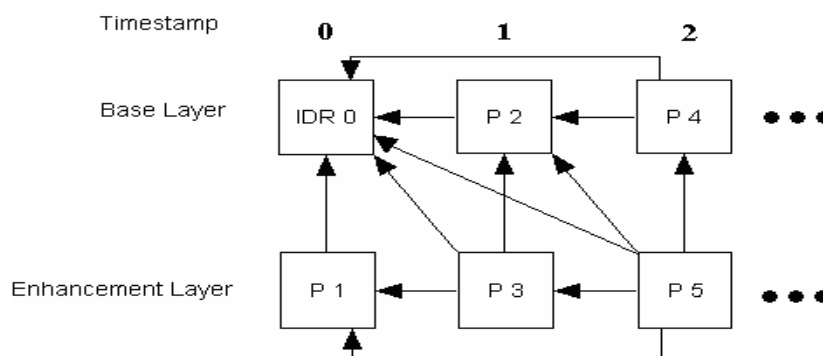 Timestamp 0 1 2
Base Layer IDR 0 P 2 P 4
Enhancement Layer P 1 P 3 P 5